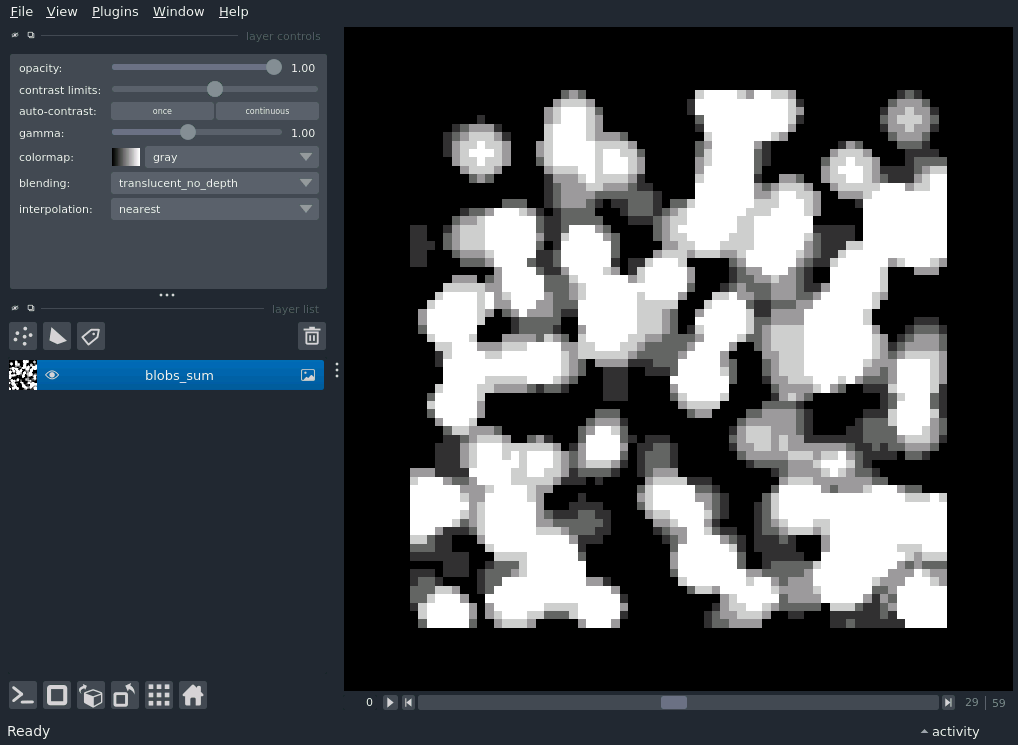 File View Plugins Window Help
layer controls
opacity: 1.00
contrast limits:
auto-contrast: once continuous
gamma: 1.00
colormap: gray
blending: translucent_no_depth
interpolation: nearest
layer list
blobs_sum
0 29 59
Ready activity